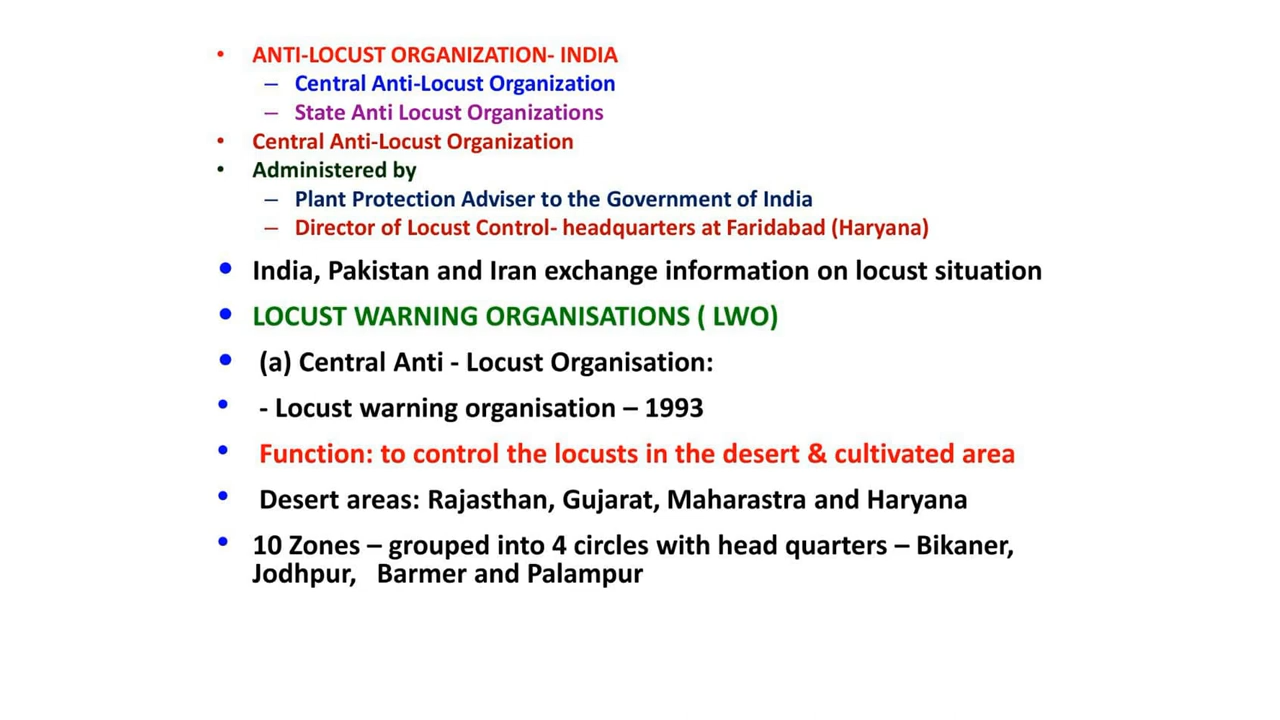 • ANTI-LOCUST ORGANIZATION- INDIA
– Central Anti-Locust Organization
– State Anti Locust Organizations
• Central Anti-Locust Organization
• Administered by
– Plant Protection Adviser to the Government of India
– Director of Locust Control- headquarters at Faridabad (Haryana)
• India, Pakistan and Iran exchange information on locust situation
• LOCUST WARNING ORGANISATIONS ( LWO)
• (a) Central Anti - Locust Organisation:
• - Locust warning organisation – 1993
• Function: to control the locusts in the desert & cultivated area
• Desert areas: Rajasthan, Gujarat, Maharastra and Haryana
• 10 Zones – grouped into 4 circles with head quarters – Bikaner,
Jodhpur, Barmer and Palampur